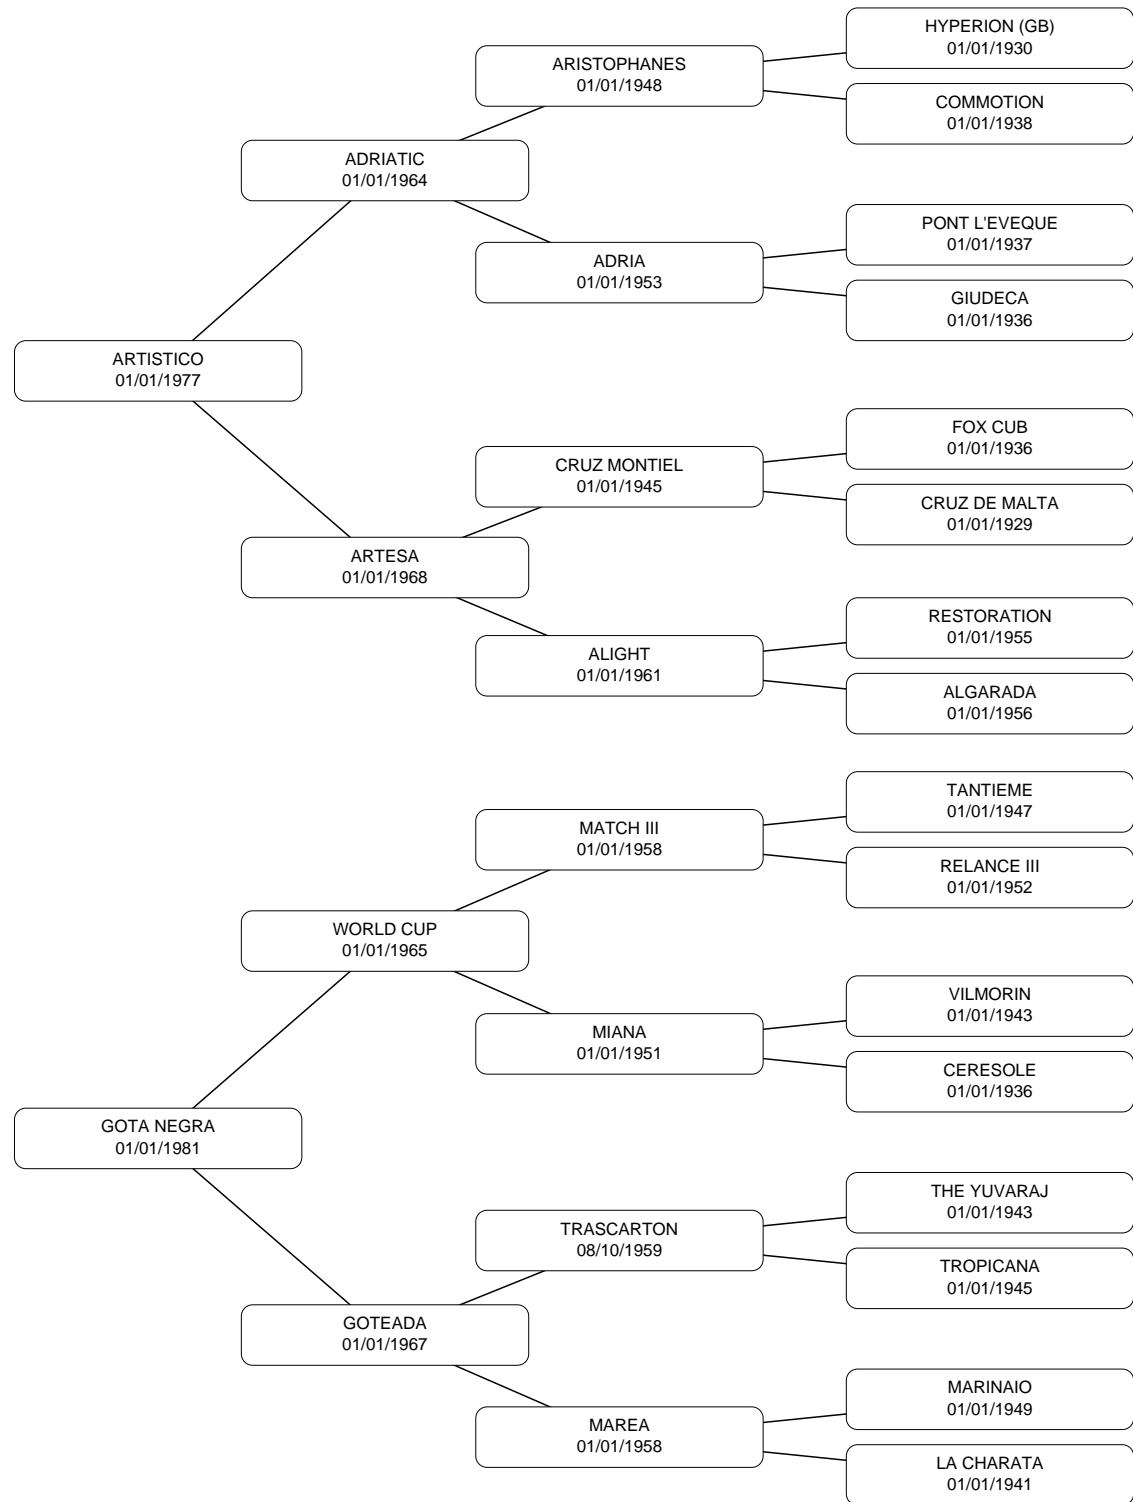 HYPERION (GB)
01/01/1930
ARISTOPHANES
01/01/1948
COMMOTION
01/01/1938
ADRIATIC
01/01/1964
PONT L'EVEQUE
01/01/1937
ADRIA
01/01/1953
GIUDECA
01/01/1936
ARTISTICO
01/01/1977
FOX CUB
01/01/1936
CRUZ MONTIEL
01/01/1945
CRUZ DE MALTA
01/01/1929
ARTESA
01/01/1968
RESTORATION
01/01/1955
ALIGHT
01/01/1961
ALGARADA
01/01/1956
TANTIEME
01/01/1947
MATCH III
01/01/1958
RELANCE III
01/01/1952
WORLD CUP
01/01/1965
VILMORIN
01/01/1943
MIANA
01/01/1951
CERESOLE
01/01/1936
GOTA NEGRA
01/01/1981
THE YUVARAJ
01/01/1943
TRASCARTON
08/10/1959
TROPICANA
01/01/1945
GOTEADA
01/01/1967
MARINAIO
01/01/1949
MAREA
01/01/1958
LA CHARATA
01/01/1941